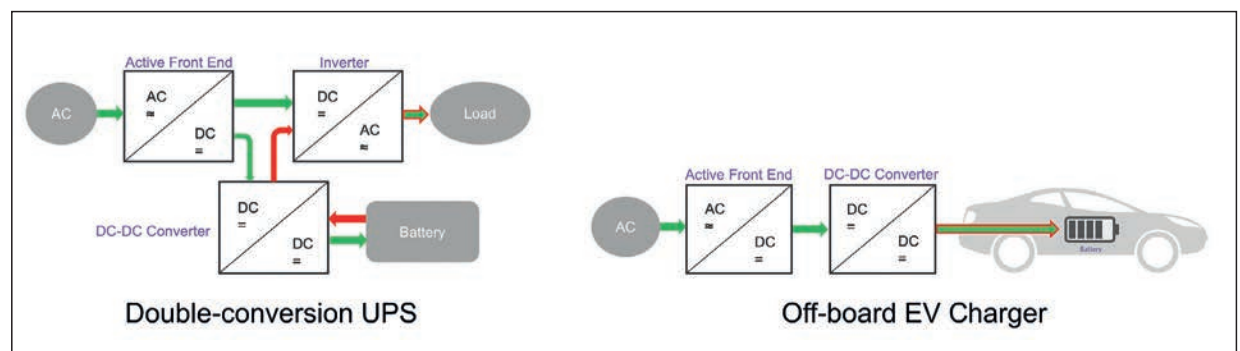 Active Front End
Inverter
AC
AC
≈
DC
=
DC
=
AC
≈
Load
DC-DC Converter
DC
=
DC
=
Battery
Double-conversion UPS
Active Front End
DC-DC Converter
AC
AC
≈
DC
=
DC
=
DC
=
Battery
Off-board EV Charger